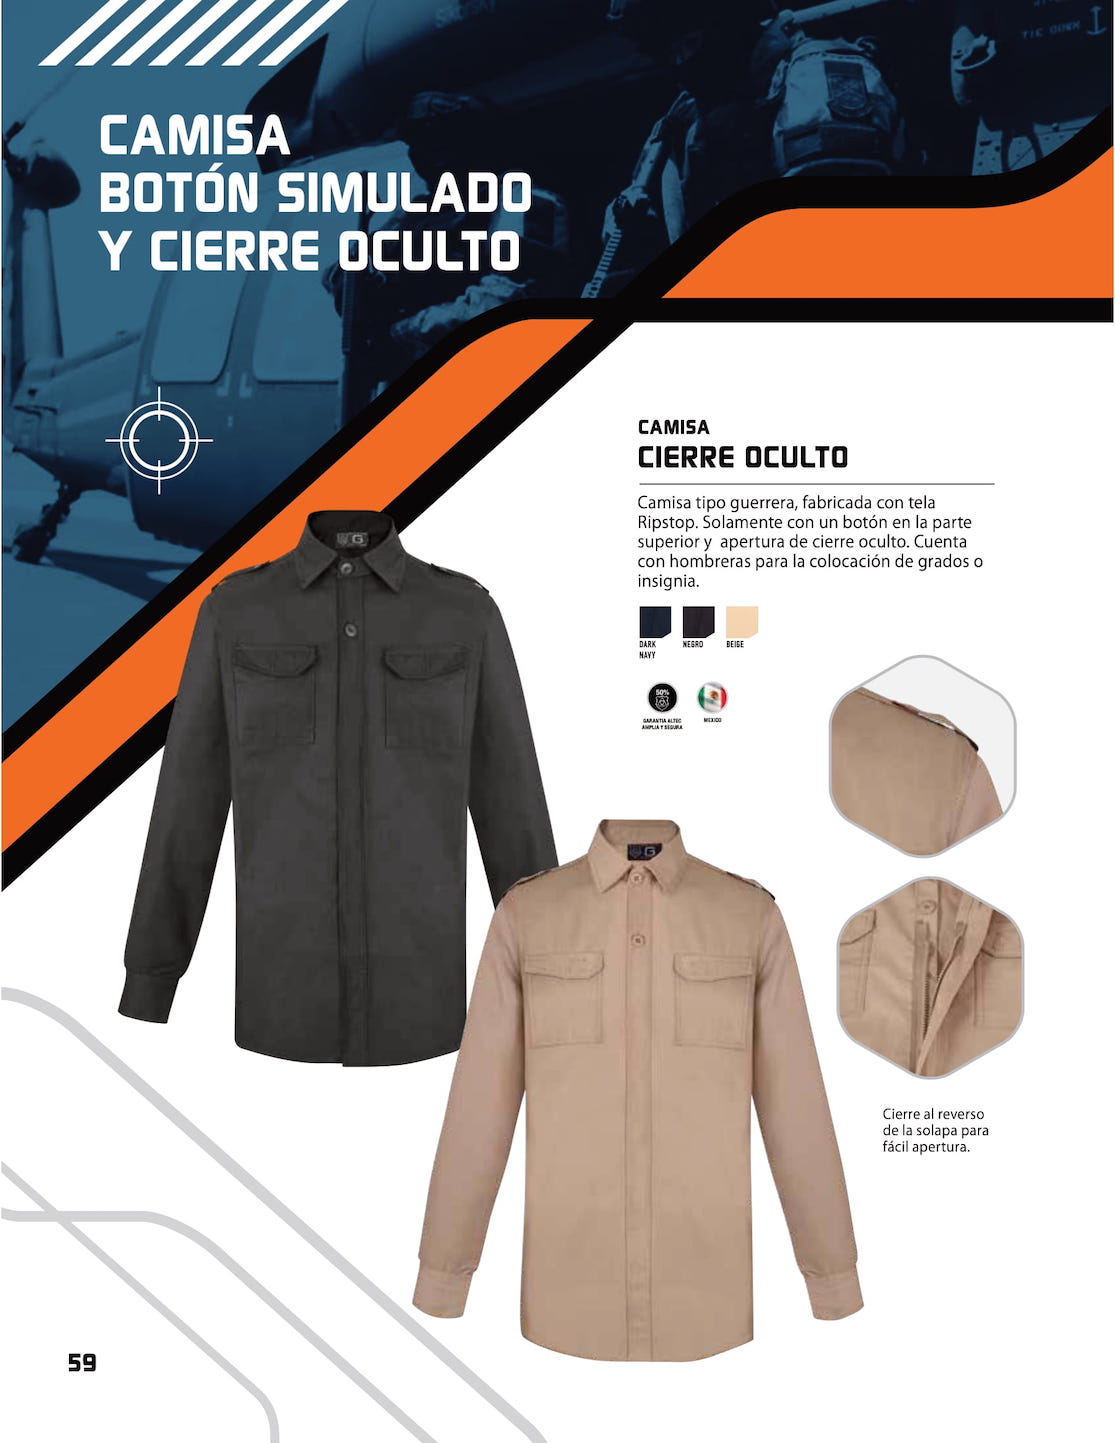 CAMISA
BOTÓN SIMULADO
Y CIERRE OCULTO
CAMISA
CIERRE OCULTO
Camisa tipo guerrera, fabricada con tela
Ripstop. Solamente con un botón en la parte
superior y apertura de cierre oculto. Cuenta
con hombreras para la colocación de grados o
insignia.
DARK
NAVY
NEGRO
BEIGE
50%
GARANTIA ALTEC
AMPLIA Y SEGURA
MEXICO
G
G
Cierre al reverso
de la solapa para
fácil apertura.
59